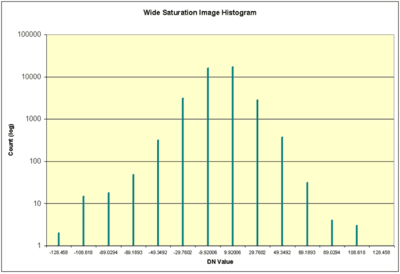 Wide Saturation Image Histogram
100000
10000
1000
100
10
1
Count (log)
-128.458 -108.618 -89.0294 -69.1893 -49.3492 -29.7602 -9.92006 9.92006 29.7602 49.3492 69.1893 89.0294 108.618 128.458
DN Value